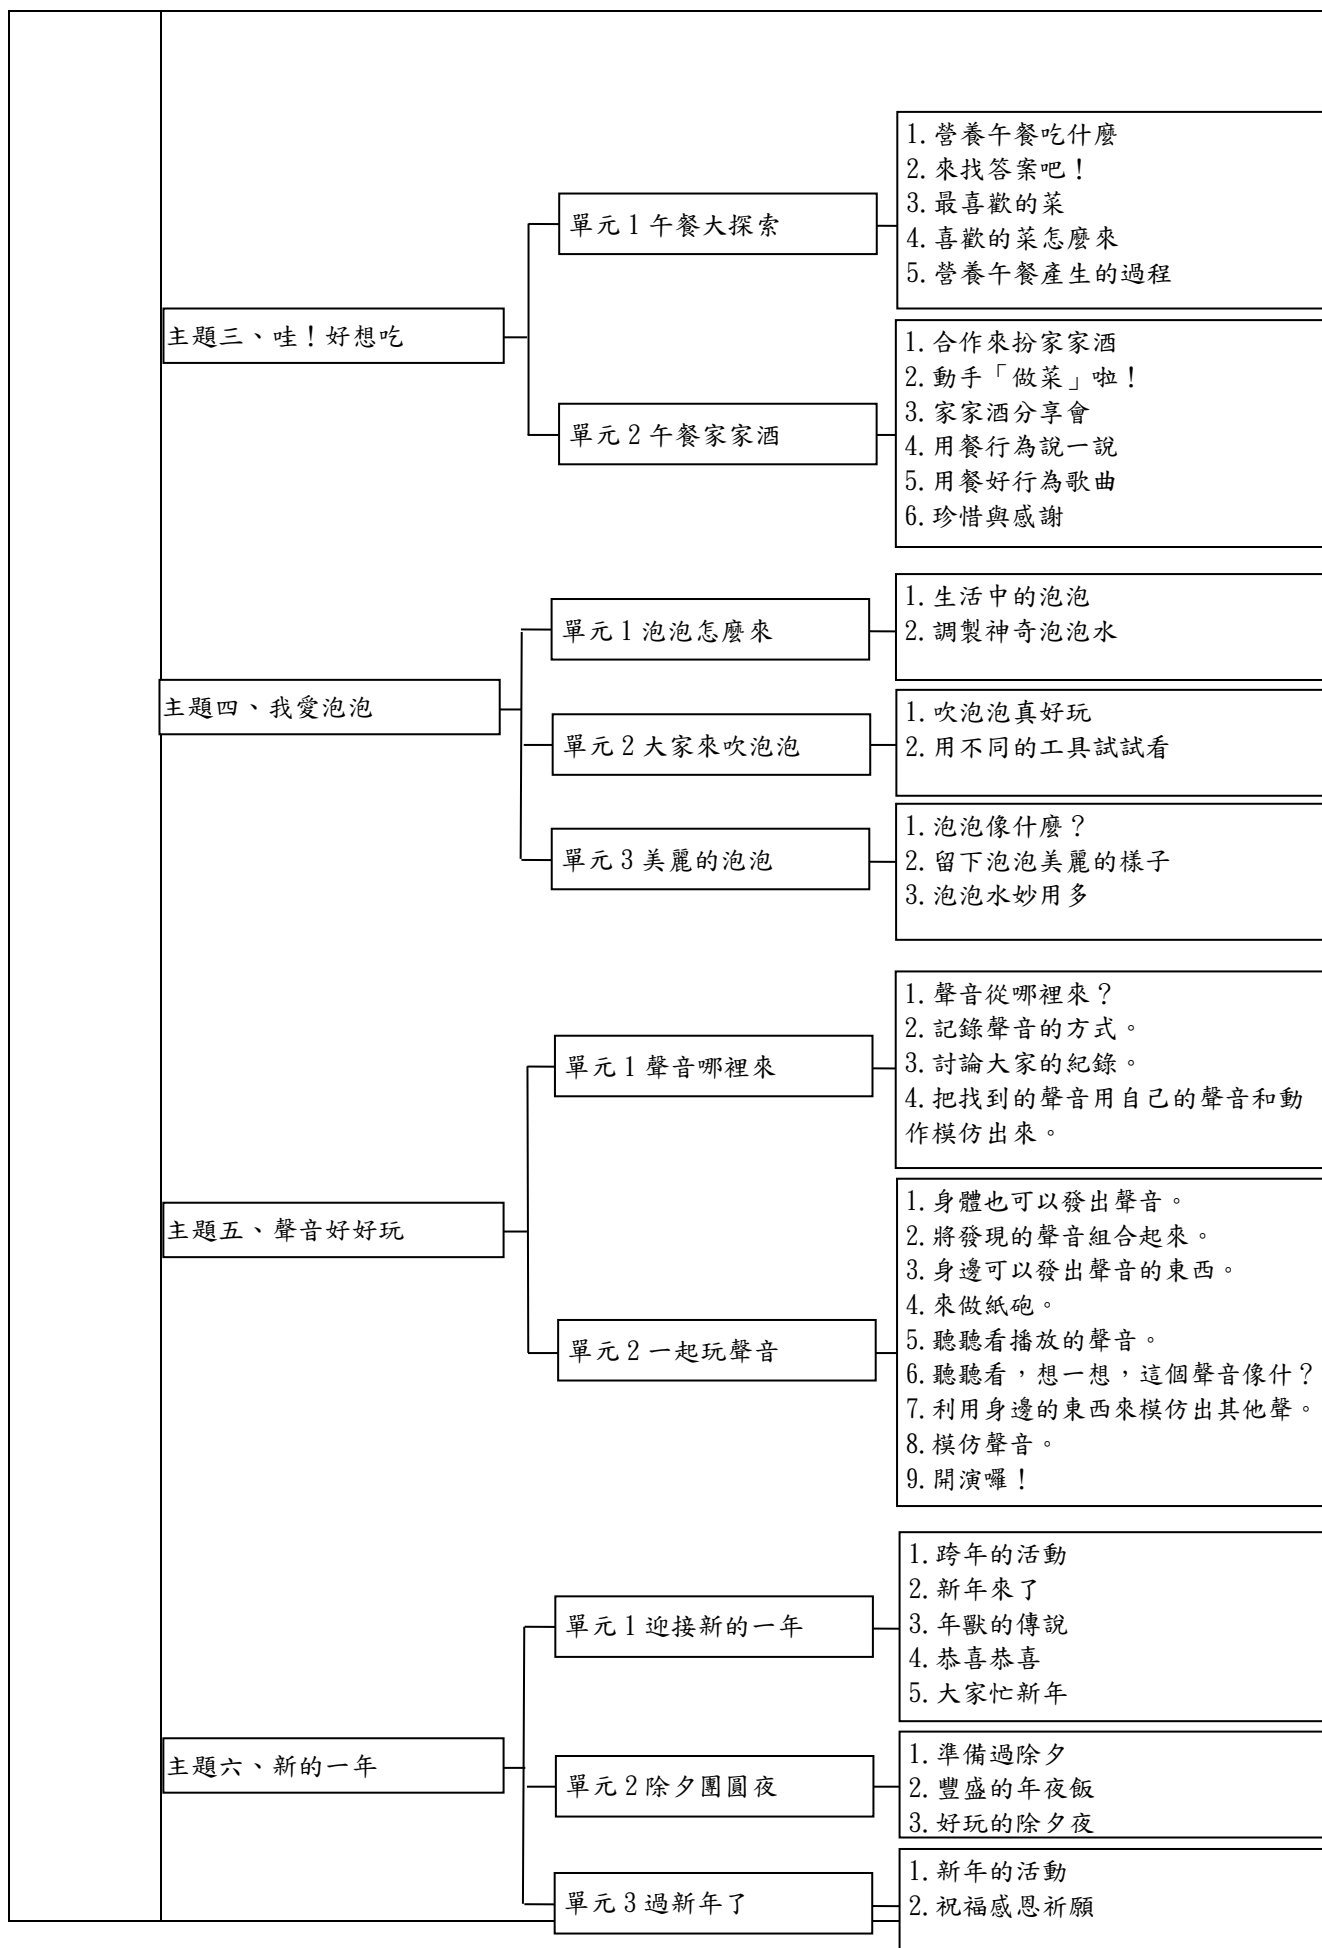 主題三、哇！好想吃
單元 1 午餐大探索
1.營養午餐吃什麼
2.來找答案吧！
3.最喜歡的菜
4.喜歡的菜怎麼來
5.營養午餐產生的過程
單元 2 午餐家家酒
1.合作來扮家家酒
2.動手「做菜」啦！
3.家家酒分享會
4.用餐行為說一說
5.用餐好行為歌曲
6.珍惜與感謝
主題四、我愛泡泡
單元 1 泡泡怎麼來
1.生活中的泡泡
2.調製神奇泡泡水
單元 2 大家來吹泡泡
1.吹泡泡真好玩
2.用不同的工具試試看
單元 3 美麗的泡泡
1.泡泡像什麼？
2.留下泡泡美麗的樣子
3.泡泡水妙用多
主題五、聲音好好玩
單元 1 聲音哪裡來
1.聲音從哪裡來？
2.記錄聲音的方式。
3.討論大家的紀錄。
4.把找到的聲音用自己的聲音和動
作模仿出來。
單元 2 一起玩聲音
1.身體也可以發出聲音。
2.將發現的聲音組合起來。
3.身邊可以發出聲音的東西。
4.來做紙砲。
5.聽聽看播放的聲音。
6.聽聽看，想一想，這個聲音像什？
7.利用身邊的東西來模仿出其他聲。
8.模仿聲音。
9.開演囉！
主題六、新的一年
單元 1 迎接新的一年
1.跨年的活動
2.新年來了
3.年獸的傳說
4.恭喜恭喜
5.大家忙新年
單元 2 除夕團圓夜
1.準備過除夕
2.豐盛的年夜飯
3.好玩的除夕夜
單元 3 過新年了
1.新年的活動
2.祝福感恩祈願